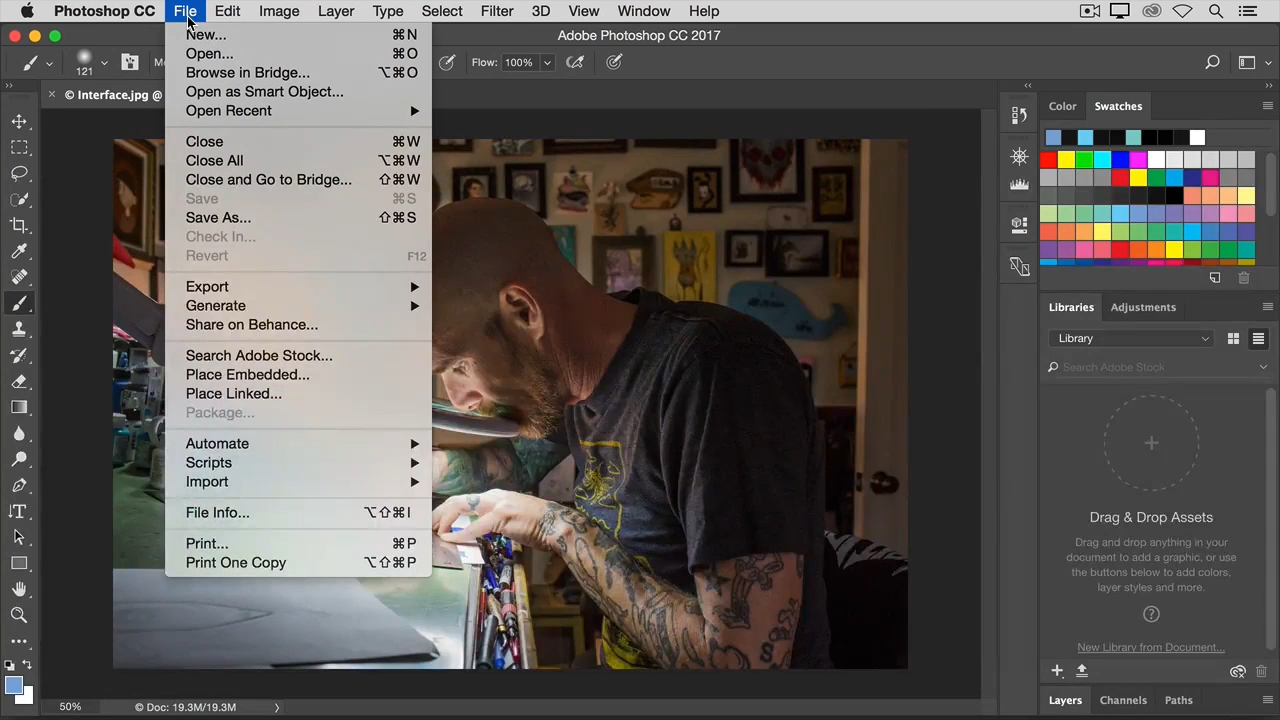 Photoshop CC File Edit Image Layer Type Select Filter 3D View Window Help
Adobe Photoshop CC 2017
121
Flow: 100%
© Interface.jpg @
New... ⌘N
Open... ⌘O
Browse in Bridge... ⌥⌘O
Open as Smart Object...
Open Recent
Close ⌘W
Close All ⌥⌘W
Close and Go to Bridge... ⇧⌘W
Save ⌘S
Save As... ⇧⌘S
Check In...
Revert F12
Export
Generate
Share on Behance...
Search Adobe Stock...
Place Embedded...
Place Linked...
Package...
Automate
Scripts
Import
File Info... ⌥⇧⌘I
Print... ⌘P
Print One Copy ⌥⇧⌘P
Color Swatches
Libraries Adjustments
Library
Search Adobe Stock
Drag & Drop Assets
Drag and drop anything in your
document to add a graphic, or use
the buttons below to add colors,
layer styles and more.
New Library from Document...
Layers Channels Paths
50% © Doc: 19.3M/19.3M